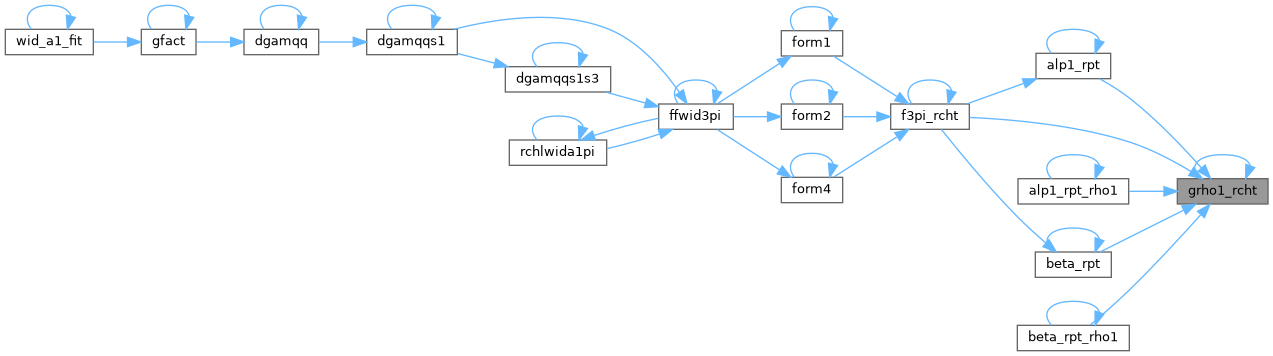 wid_a1_fit
gfact
dgamqq
dgamqqs1
dgamqqs1s3
rchlwida1pi
ffwid3pi
form1
form2
form4
f3pi_rcht
alp1_rpt
alp1_rpt_rho1
beta_rpt
beta_rpt_rho1
grho1_rcht